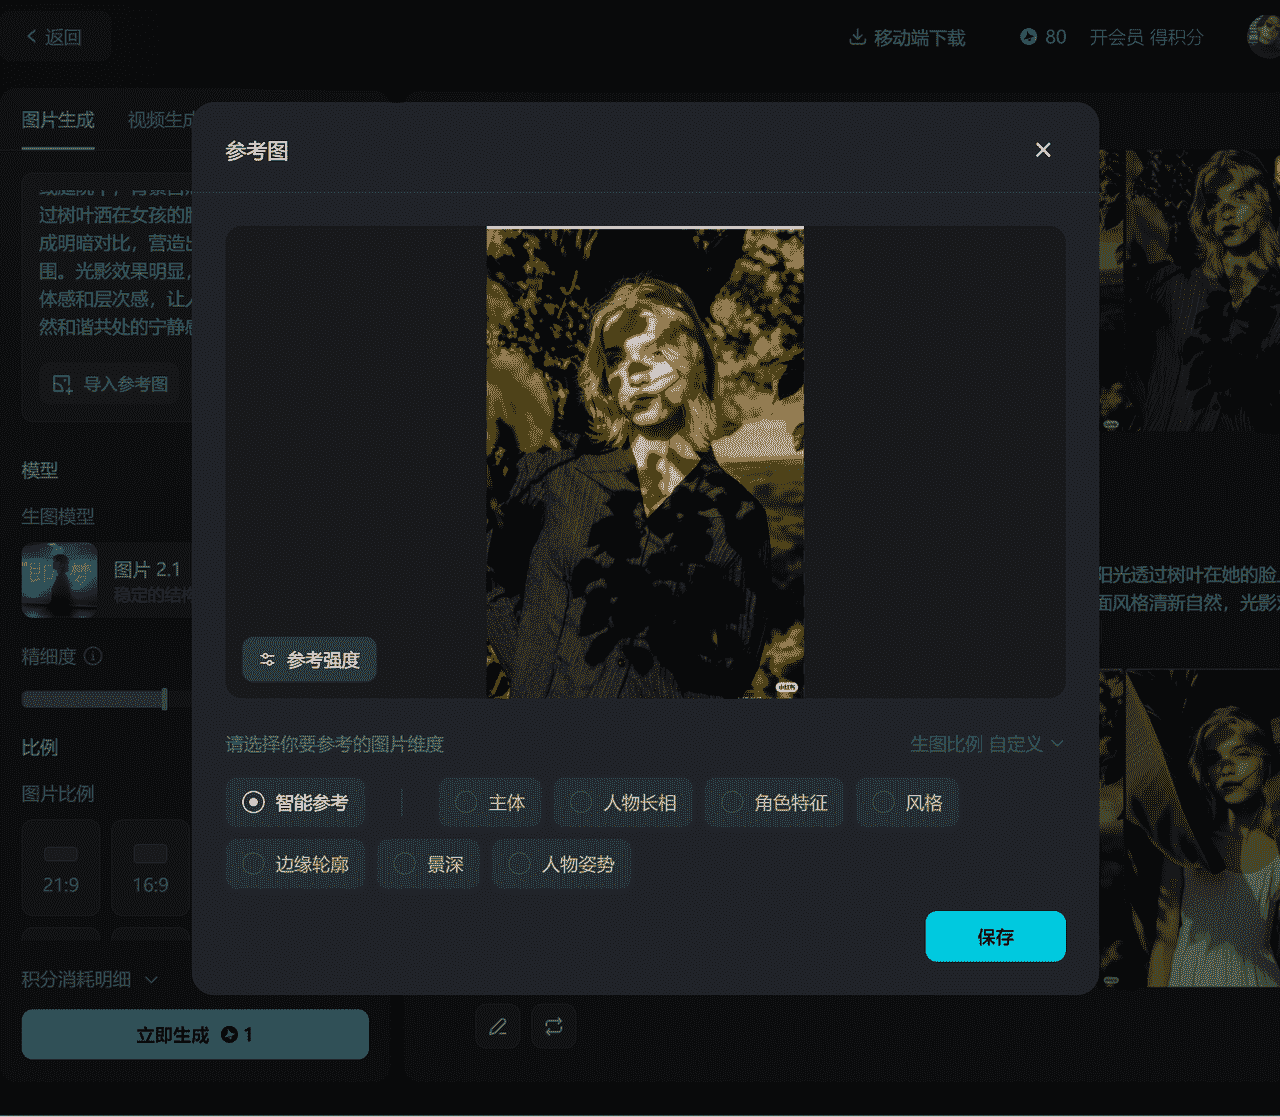 返回
移动端下载
80
开会员 得积分
图片生成
视频生成
参考图
过树叶洒在女孩的脸
成明暗对比，营造出
围。光影效果明显，
体感和层次感，让人
然和谐共处的宁静感
导入参考图
模型
生图模型
图片 2.1
稳定的结构
精细度
比例
图片比例
21:9
16:9
积分消耗明细
立即生成 1
参考强度
小红书
请选择你要参考的图片维度
生图比例 自定义
智能参考
主体
人物长相
角色特征
风格
边缘轮廓
景深
人物姿势
保存
阳光透过树叶在她的脸上
面风格清新自然，光影对